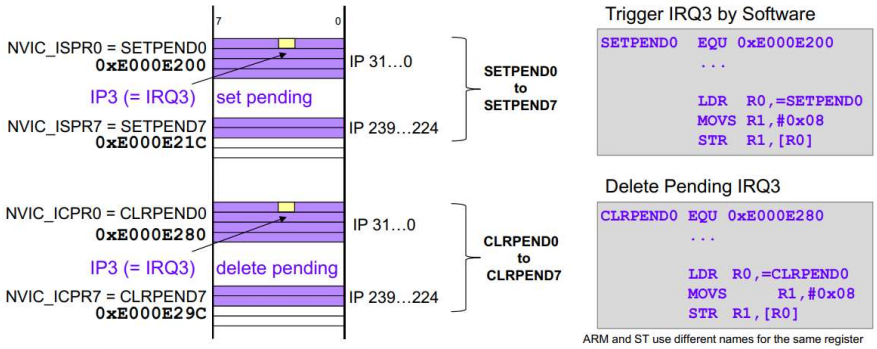 7 0
NVIC_ISPR0 = SETPEND0
0xE000E200
IP 31...0
IP3 (= IRQ3) set pending
NVIC_ISPR7 = SETPEND7
0xE000E21C
IP 239...224
SETPEND0
to
SETPEND7
NVIC_ICPR0 = CLRPEND0
0xE000E280
IP 31...0
IP3 (= IRQ3) delete pending
NVIC_ICPR7 = CLRPEND7
0xE000E29C
IP 239...224
CLRPEND0
to
CLRPEND7
Trigger IRQ3 by Software
SETPEND0 EQU 0xE000E200
...
LDR R0,=SETPEND0
MOVS R1,#0x08
STR R1,[R0]
Delete Pending IRQ3
CLRPEND0 EQU 0xE000E280
...
LDR R0,=CLRPEND0
MOVS R1,#0x08
STR R1,[R0]
ARM and ST use different names for the same register